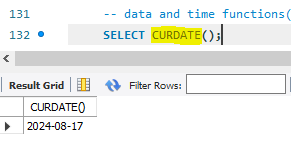 131 -- data and time functions(
132 SELECT CURDATE();
Result Grid Filter Rows:
CURDATE()
2024-08-17